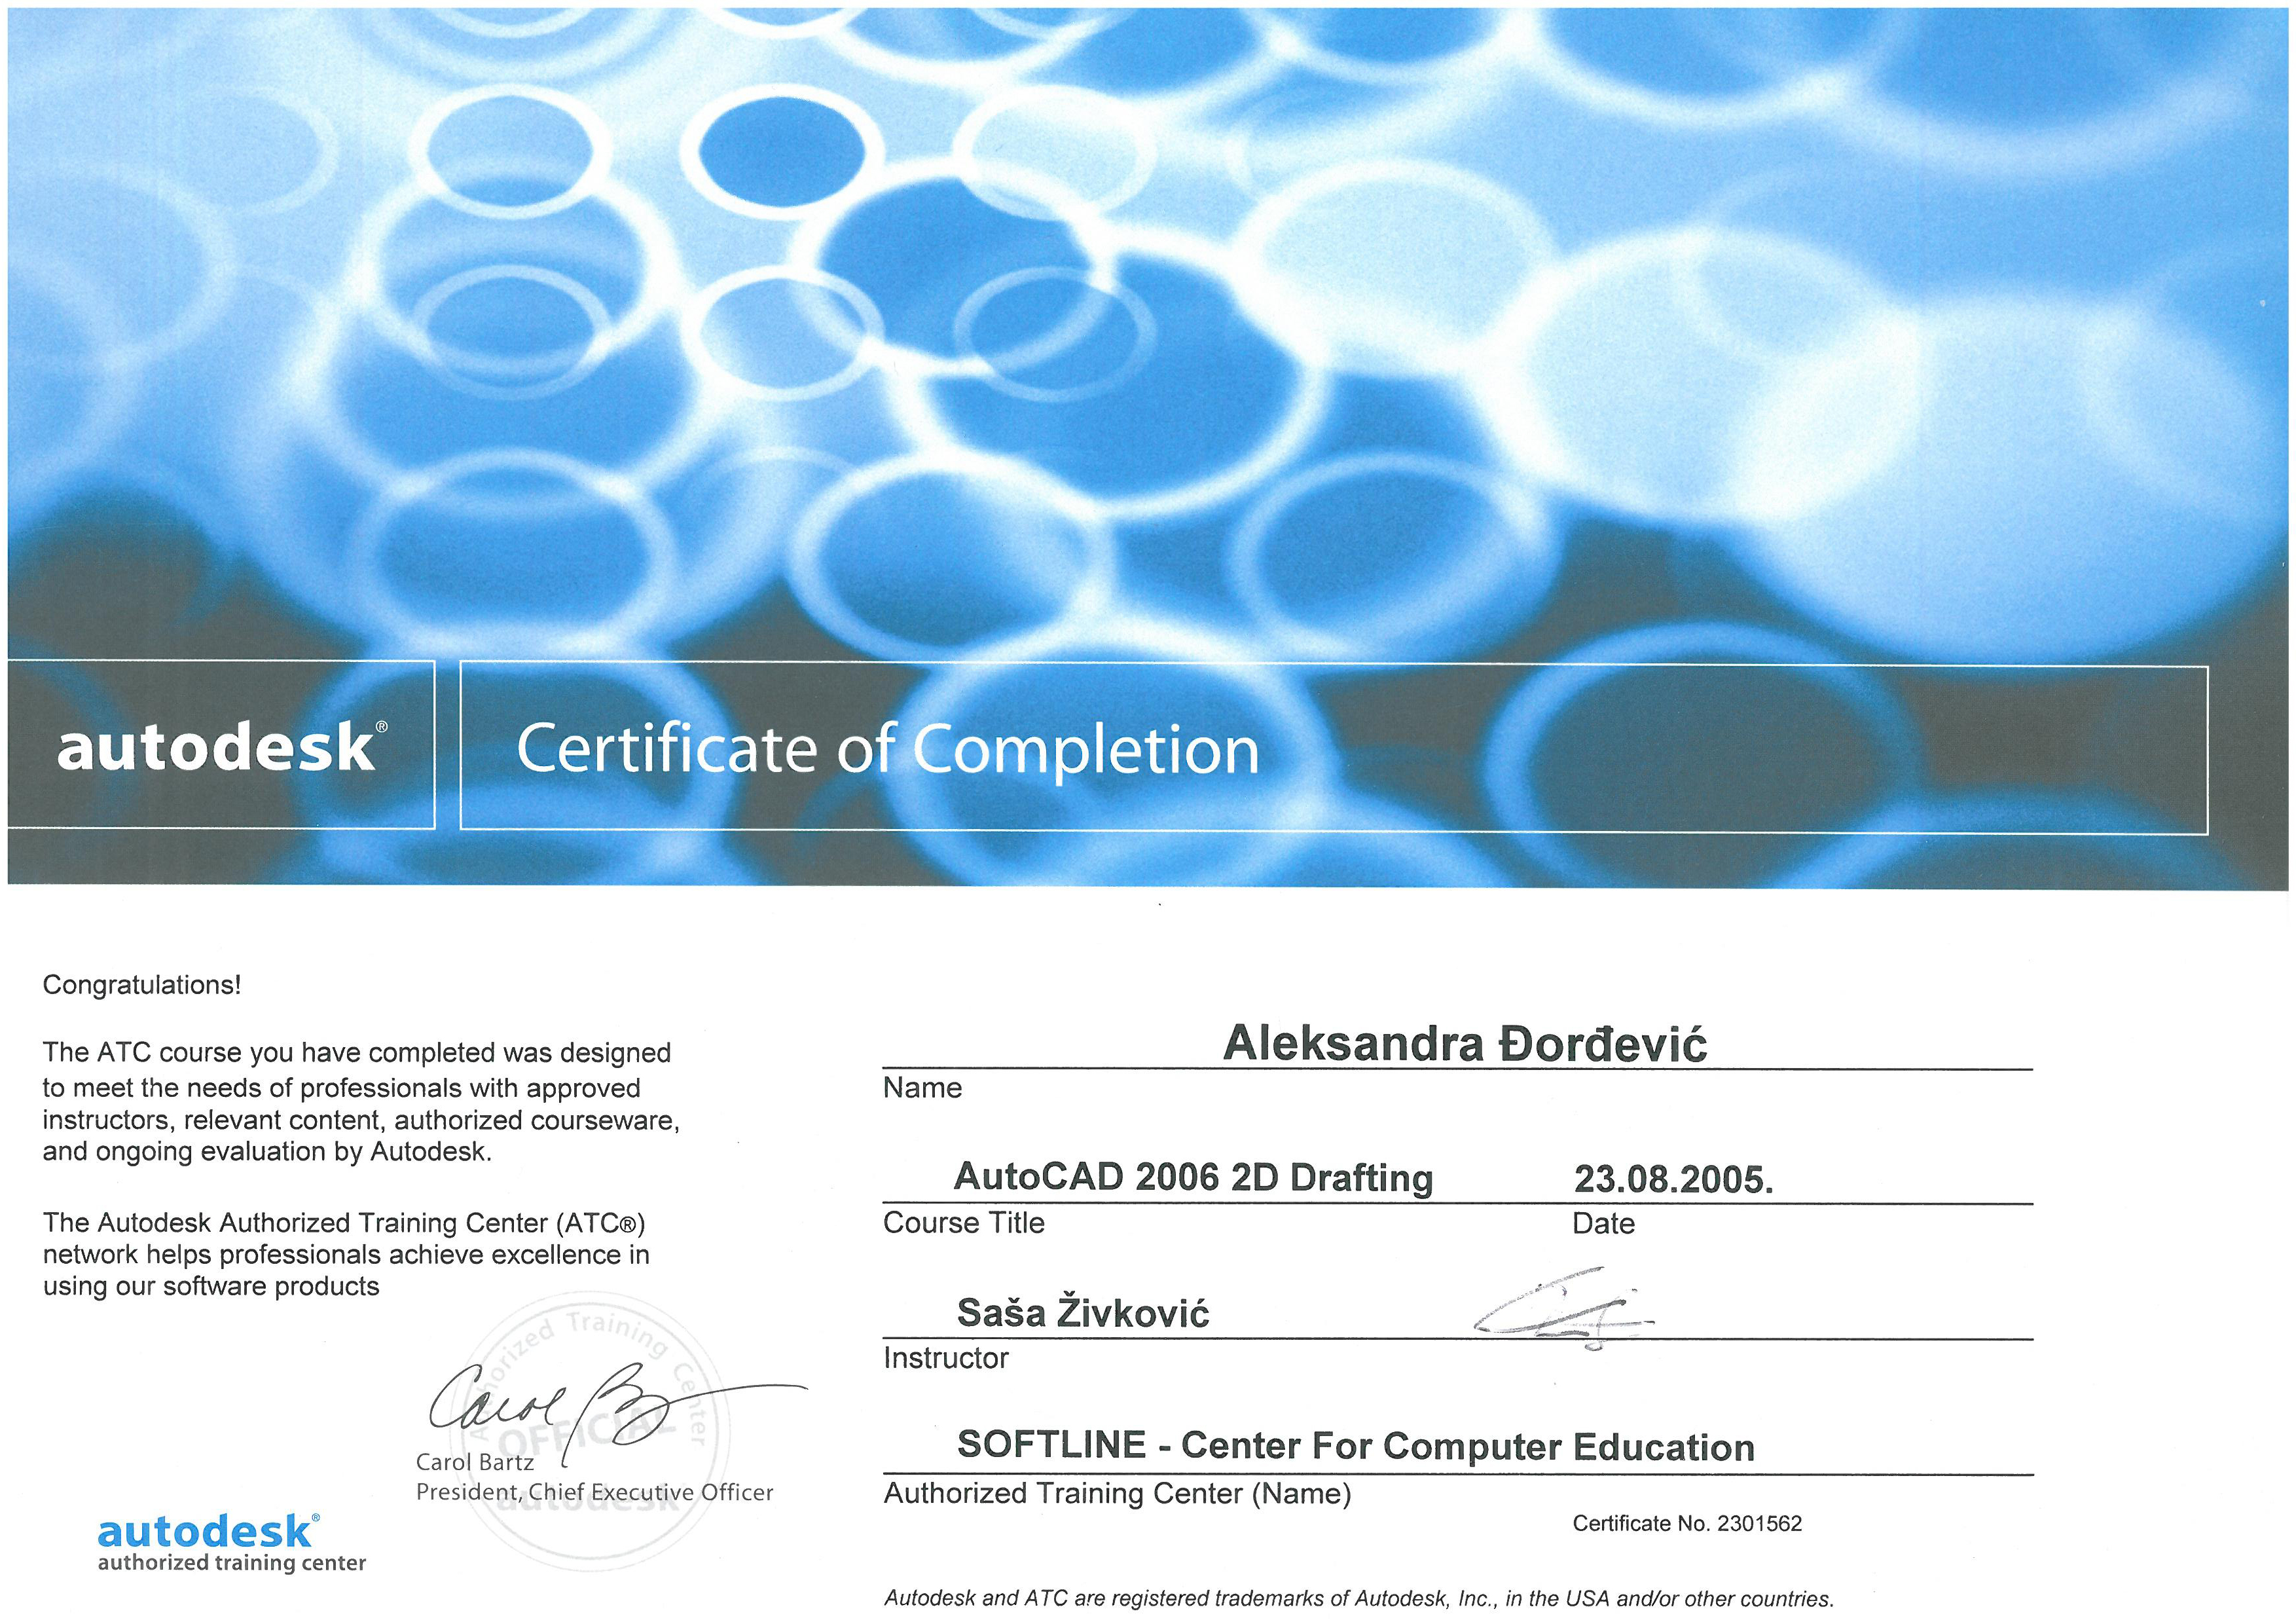 autodesk®
Certificate of Completion
Congratulations!
The ATC course you have completed was designed
to meet the needs of professionals with approved
instructors, relevant content, authorized courseware,
and ongoing evaluation by Autodesk.
The Autodesk Authorized Training Center (ATC®)
network helps professionals achieve excellence in
using our software products
Authorized Training Center
OFFICIAL
autodesk
Carol Bartz
President, Chief Executive Officer
autodesk®
authorized training center
Aleksandra Đorđević
Name
AutoCAD 2006 2D Drafting 23.08.2005.
Course Title Date
Saša Živković
Instructor
SOFTLINE - Center For Computer Education
Authorized Training Center (Name)
Certificate No. 2301562
Autodesk and ATC are registered trademarks of Autodesk, Inc., in the USA and/or other countries.